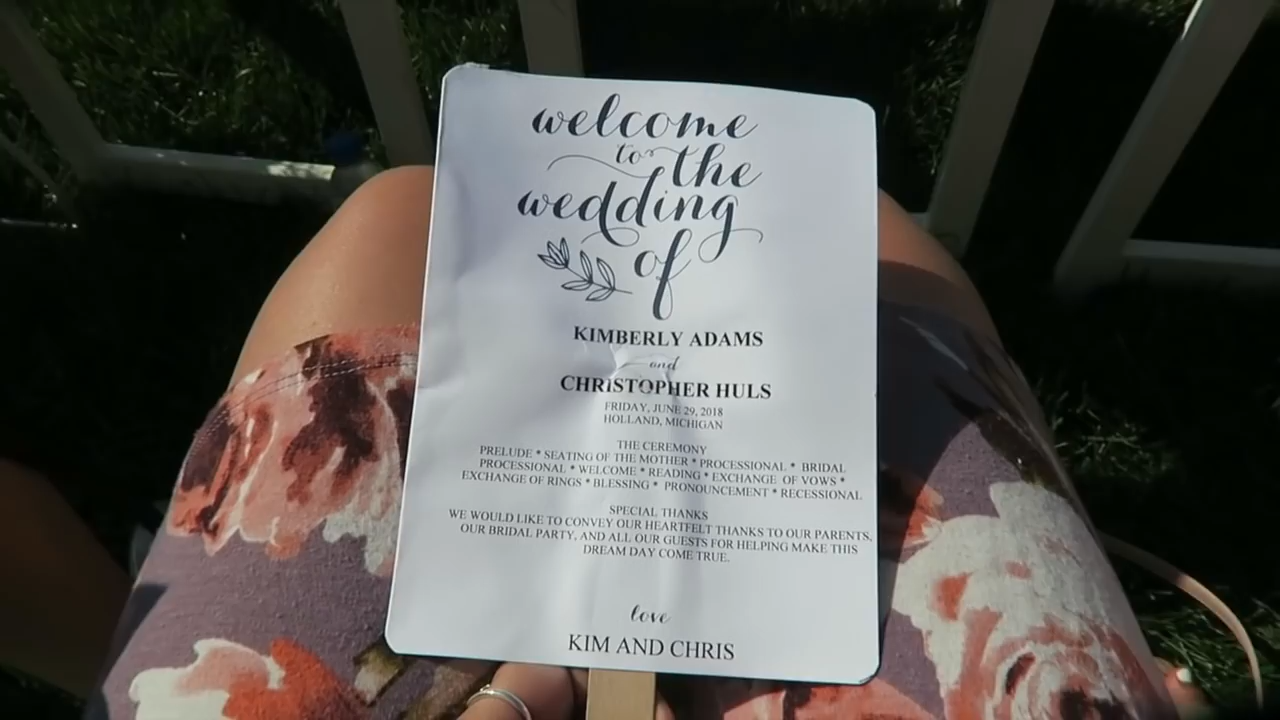 welcome
to the
wedding
of
KIMBERLY ADAMS
and
CHRISTOPHER HULS
FRIDAY, JUNE 29, 2018
HOLLAND, MICHIGAN
THE CEREMONY
PRELUDE * SEATING OF THE MOTHER * PROCESSIONAL * BRIDAL
PROCESSIONAL * WELCOME * READING * EXCHANGE OF VOWS *
EXCHANGE OF RINGS * BLESSING * PRONOUNCEMENT * RECESSIONAL
SPECIAL THANKS
WE WOULD LIKE TO CONVEY OUR HEARTFELT THANKS TO OUR PARENTS,
OUR BRIDAL PARTY, AND ALL OUR GUESTS FOR HELPING MAKE THIS
DREAM DAY COME TRUE.
love
KIM AND CHRIS